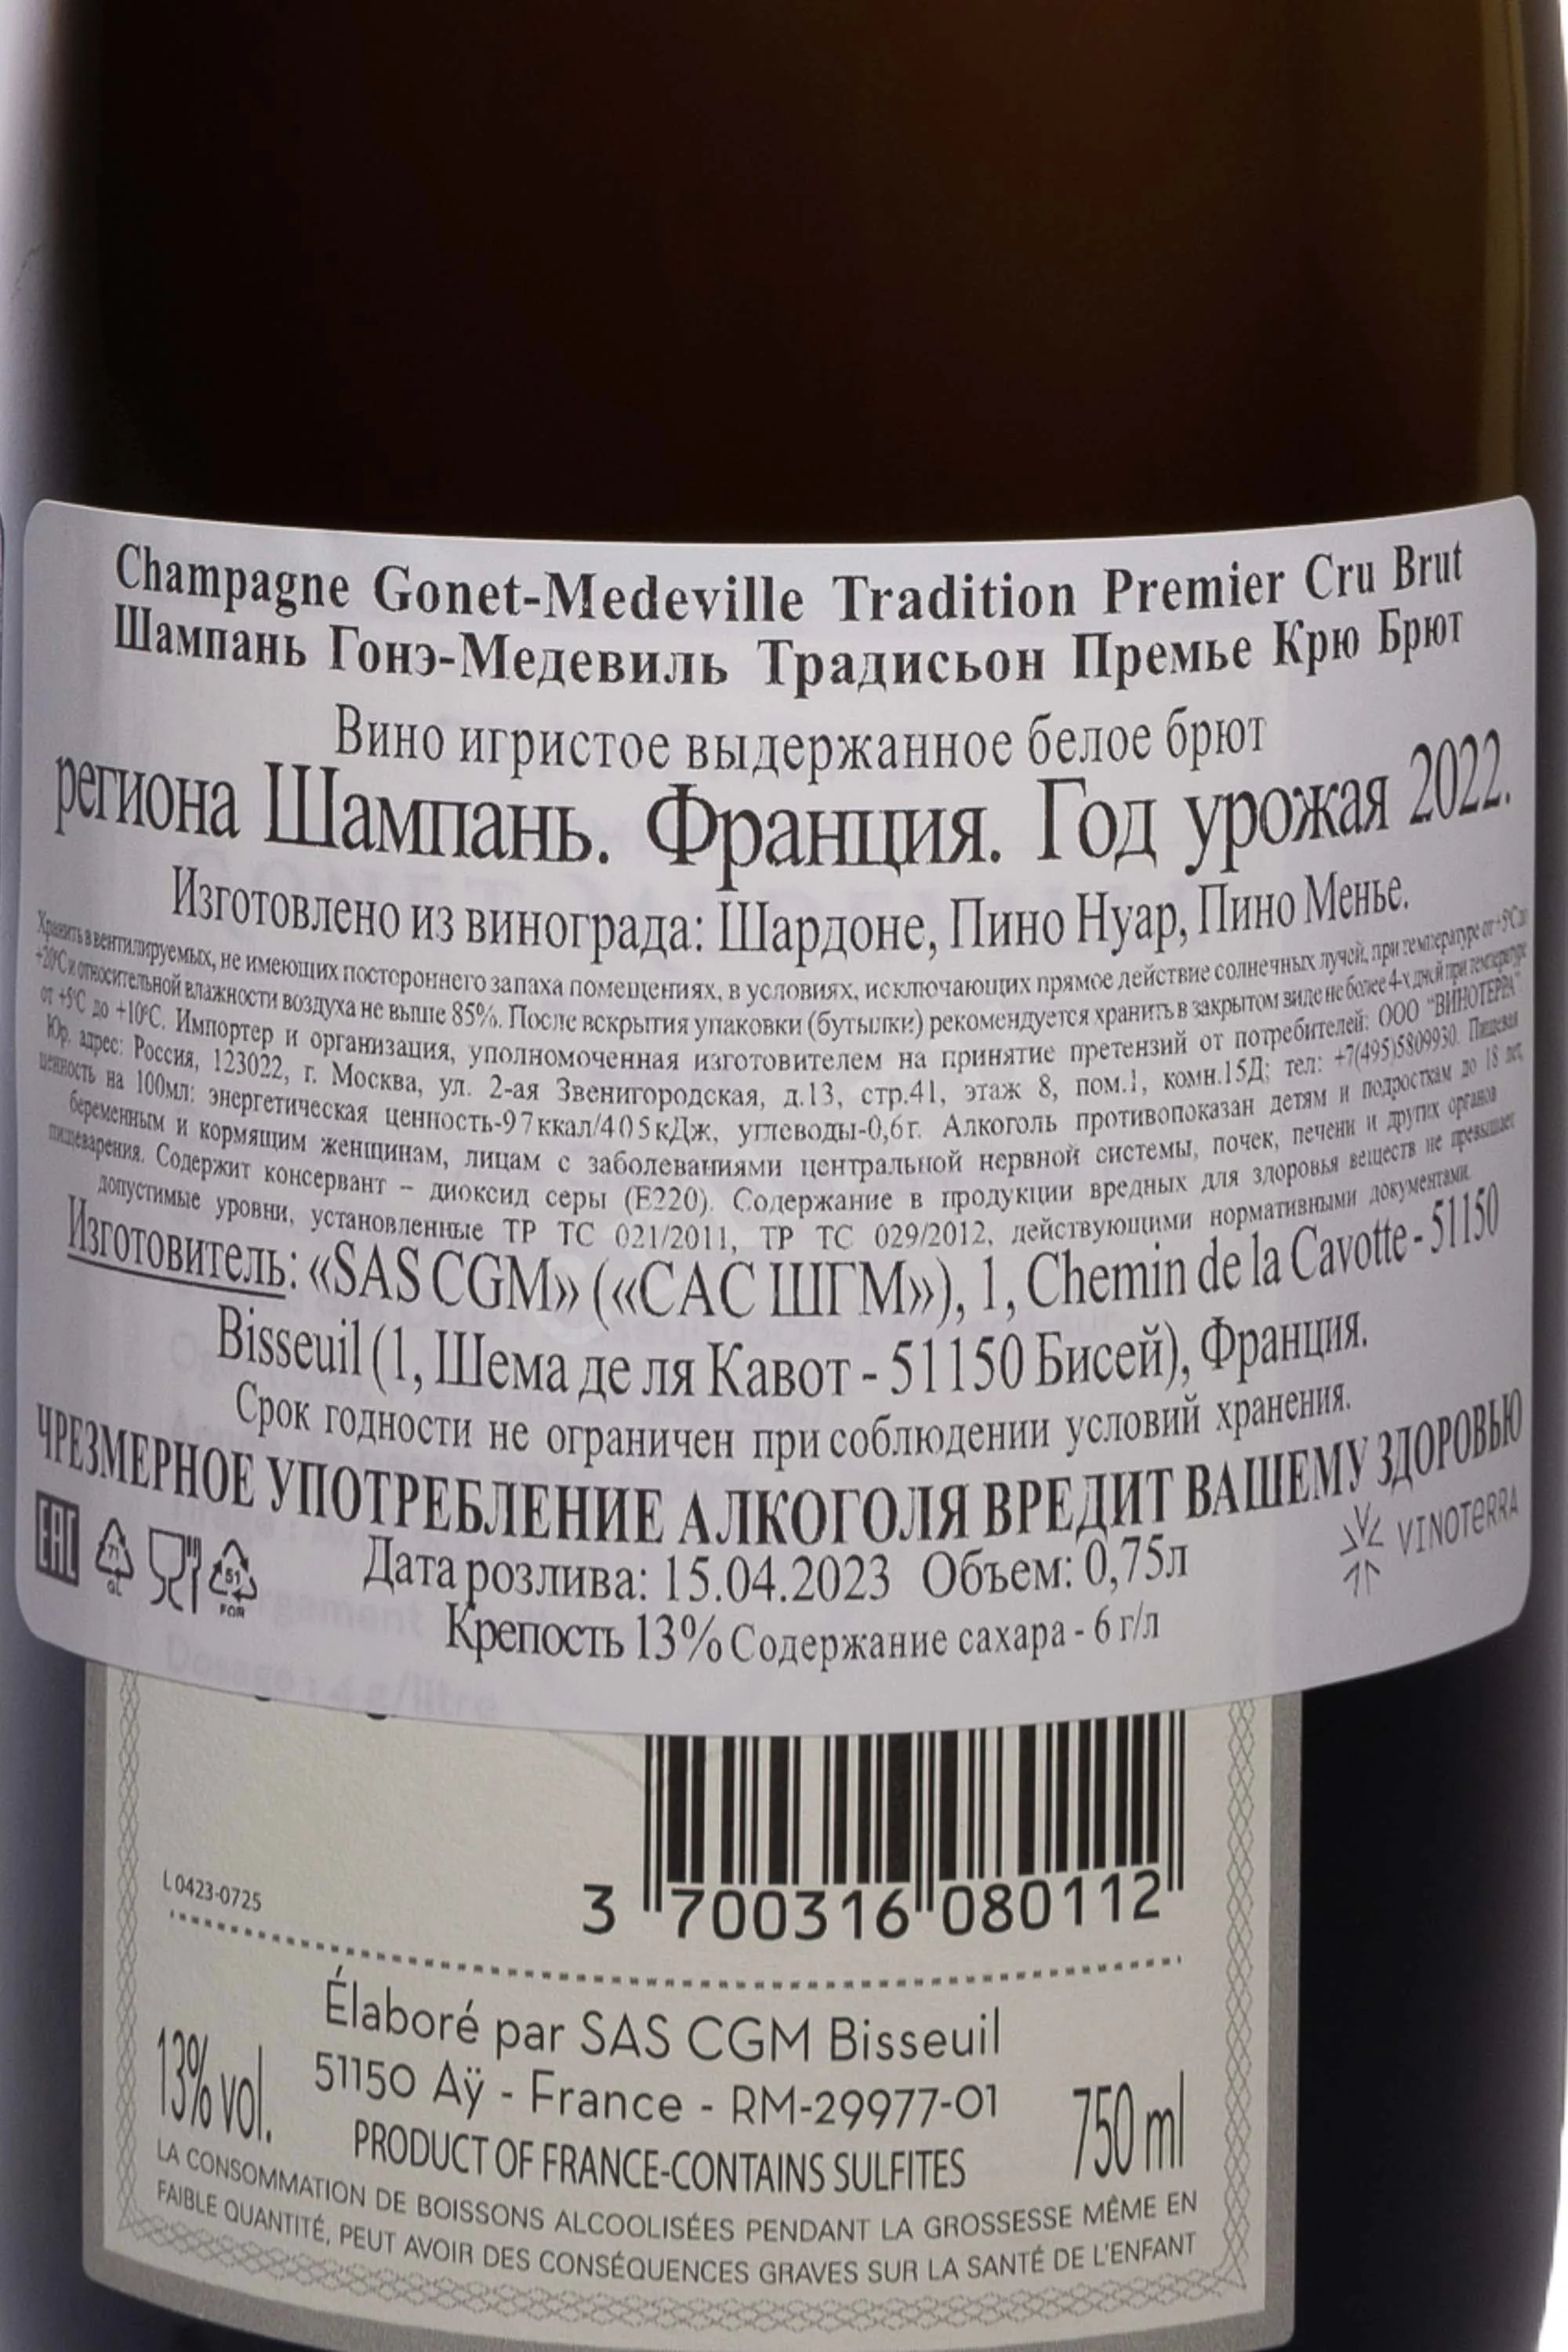 Champagne Gonet-Medeville Tradition Premier Cru Brut
Шампань Гонэ-Медевиль Традисьон Премье Крю Брют
Вино игристое выдержанное белое брют
региона Шампань. Франция. Год урожая 2022.
Изготовлено из винограда: Шардоне, Пино Нуар, Пино Менье.
Хранить в вентилируемых, не имеющих постороннего запаха помещениях, в условиях, исключающих прямое действие солнечных лучей, при температуре от +5°С до
+20°С и относительной влажности воздуха не выше 85%. После вскрытия упаковки (бутылки) рекомендуется хранить в закрытом виде не более 4-х дней при температуре
от +5°С до +10°С. Импортер и организация, уполномоченная изготовителем на принятие претензий от потребителей: ООО "ВИНОТЕРРА".
Юр. адрес: Россия, 123022, г. Москва, ул. 2-ая Звенигородская, д.13, стр.41, этаж 8, пом.1, комн.15Д; тел: +7(495)5809930. Пищевая
ценность на 100мл: энергетическая ценность-97ккал/405кДж, углеводы-0,6г. Алкоголь противопоказан детям и подросткам до 18 лет,
беременным и кормящим женщинам, лицам с заболеваниями центральной нервной системы, почек, печени и других органов
пищеварения. Содержит консервант – диоксид серы (Е220). Содержание в продукции вредных для здоровья веществ не превышает
допустимые уровни, установленные ТР ТС 021/2011, ТР ТС 029/2012, действующими нормативными документами.
Изготовитель: «SAS CGM» («САС ШГМ»), 1, Chemin de la Cavotte - 51150
Bisseuil (1, Шема де ля Кавот - 51150 Бисей), Франция.
Срок годности не ограничен при соблюдении условий хранения.
ЧРЕЗМЕРНОЕ УПОТРЕБЛЕНИЕ АЛКОГОЛЯ ВРЕДИТ ВАШЕМУ ЗДОРОВЬЮ
EAC 71 GL 51 FOR VINOTERRA
Дата розлива: 15.04.2023 Объем: 0,75л
Крепость 13% Содержание сахара - 6 г/л
Dosage : 4 g/litre
L 0423-0725
3 700316 080112
Élaboré par SAS CGM Bisseuil
51150 Aÿ - France - RM-29977-01
13% vol.
750 ml
PRODUCT OF FRANCE-CONTAINS SULFITES
LA CONSOMMATION DE BOISSONS ALCOOLISÉES PENDANT LA GROSSESSE MÊME EN
FAIBLE QUANTITÉ, PEUT AVOIR DES CONSÉQUENCES GRAVES SUR LA SANTÉ DE L'ENFANT